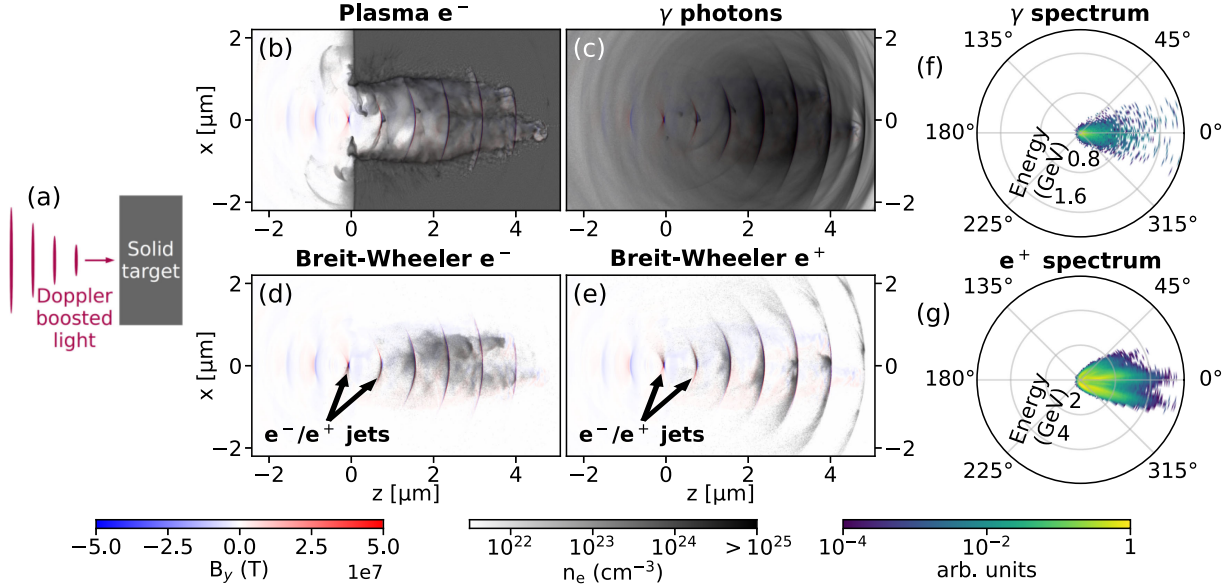 Plasma e⁻
γ photons
γ spectrum
(a)
Solid
target
Doppler
boosted
light
(b)
x [μm]
2
0
−2
−2
0
2
4
(c)
2
0
−2
−2
0
2
4
(f)
135°
45°
180°
0°
225°
315°
Energy
(GeV)
0.8
1.6
Breit-Wheeler e⁻
Breit-Wheeler e⁺
e⁺ spectrum
(d)
x [μm]
2
0
−2
e⁻/e⁺ jets
−2
0
2
4
z [μm]
(e)
2
0
−2
e⁻/e⁺ jets
−2
0
2
4
z [μm]
(g)
135°
45°
180°
0°
225°
315°
Energy
(GeV)
2
4
−5.0
−2.5
0.0
2.5
5.0
1e7
B_y (T)
10²²
10²³
10²⁴
>10²⁵
n_e (cm⁻³)
10⁻⁴
10⁻²
1
arb. units